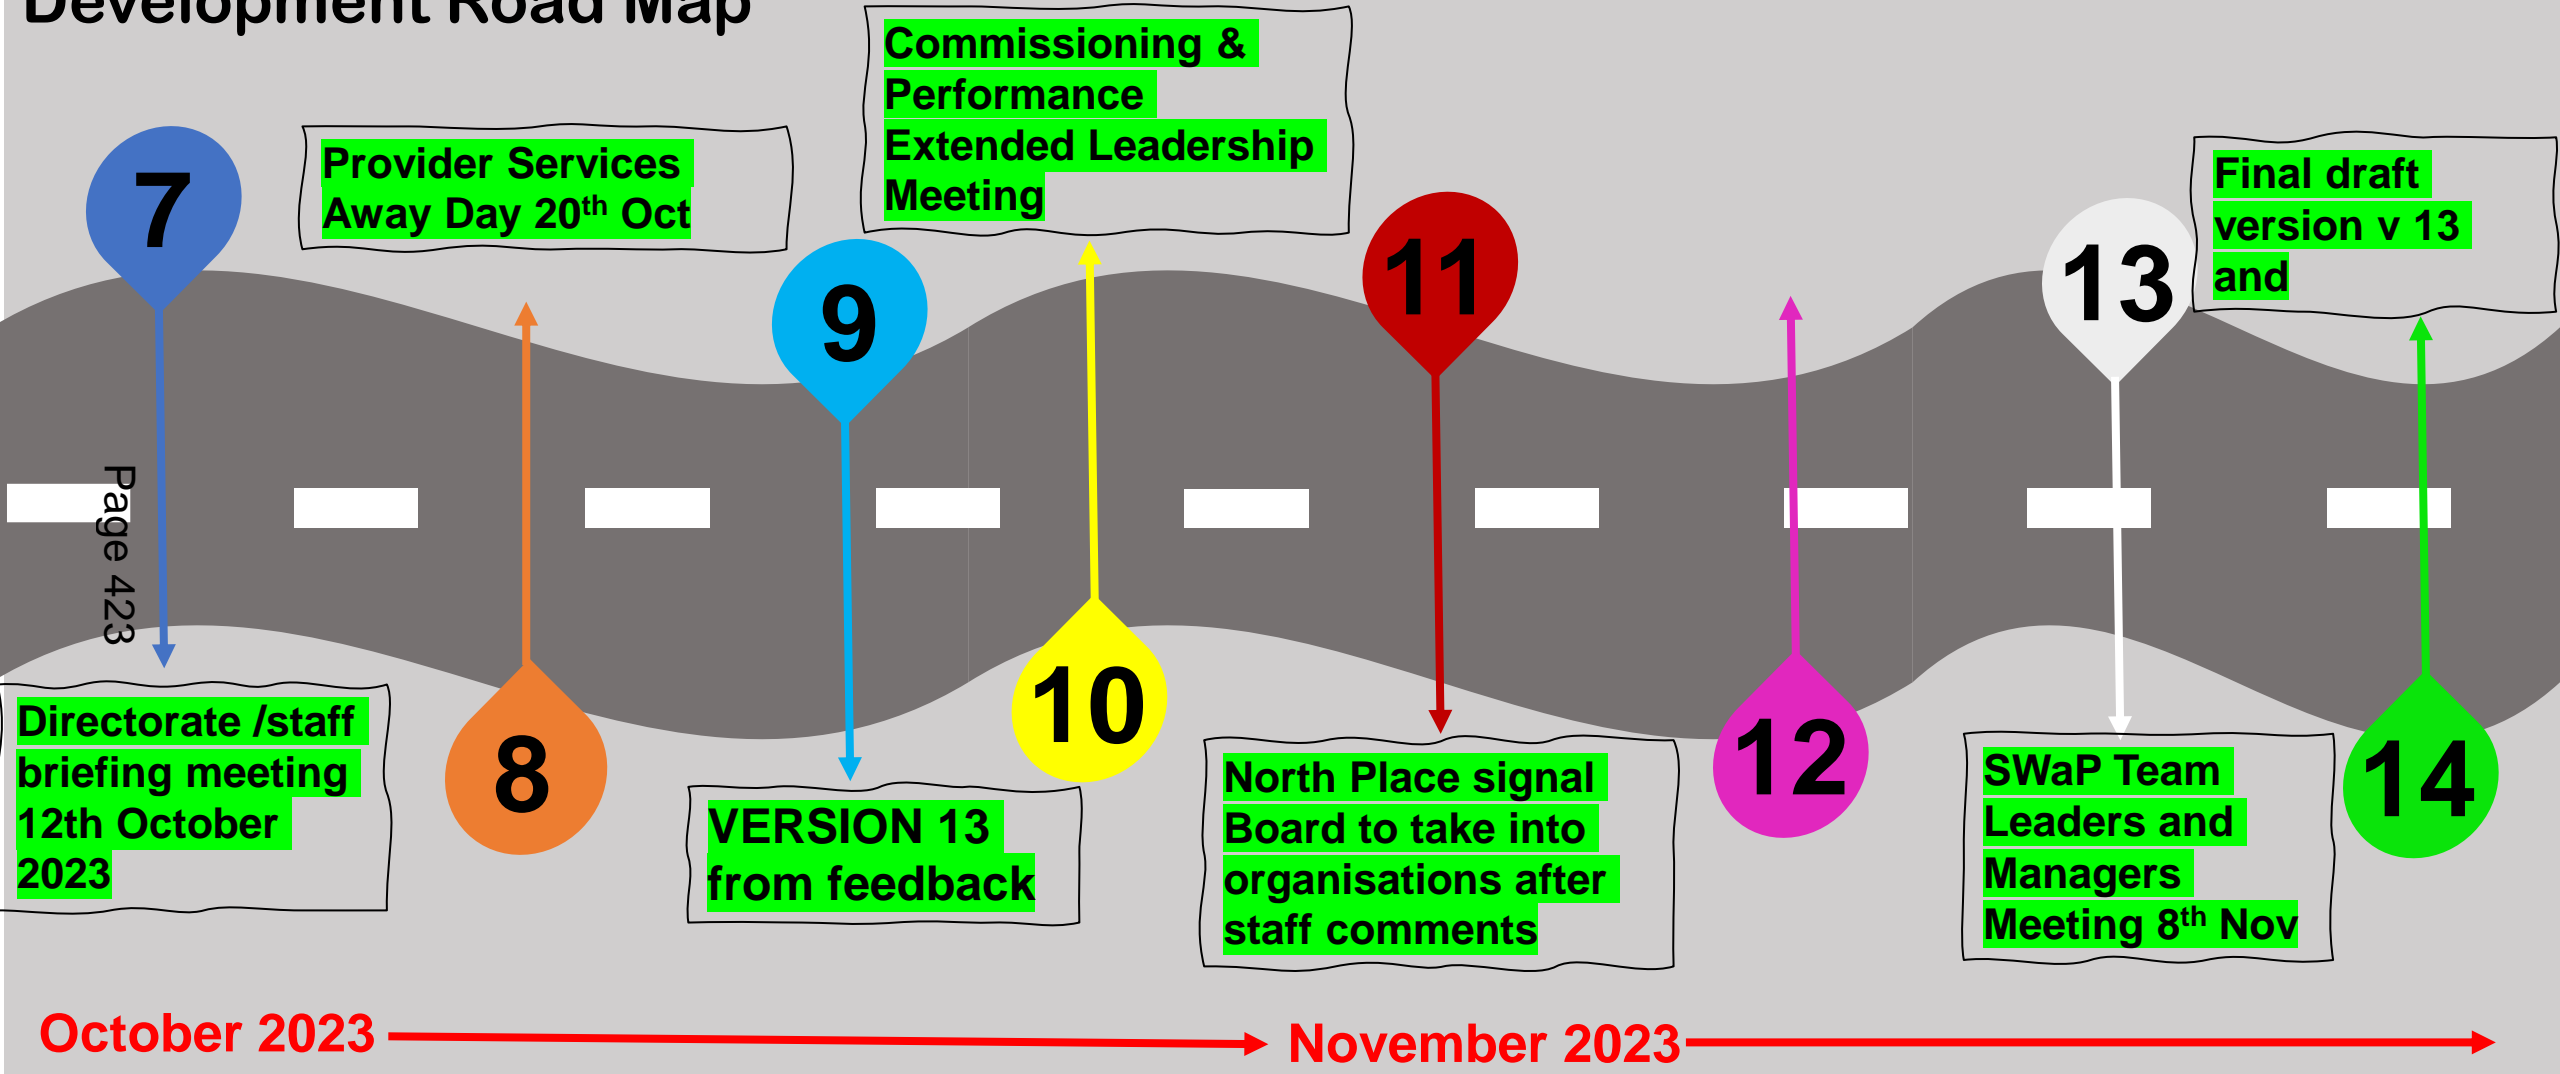 Development Road Map
7
Provider Services
Away Day 20th Oct
9
Commissioning &
Performance
Extended Leadership
Meeting
11
13
Final draft
version v 13
and
Page 423
Directorate /staff
briefing meeting
12th October
2023
8
VERSION 13
from feedback
10
North Place signal
Board to take into
organisations after
staff comments
12
SWaP Team
Leaders and
Managers
Meeting 8th Nov
14
October 2023
November 2023